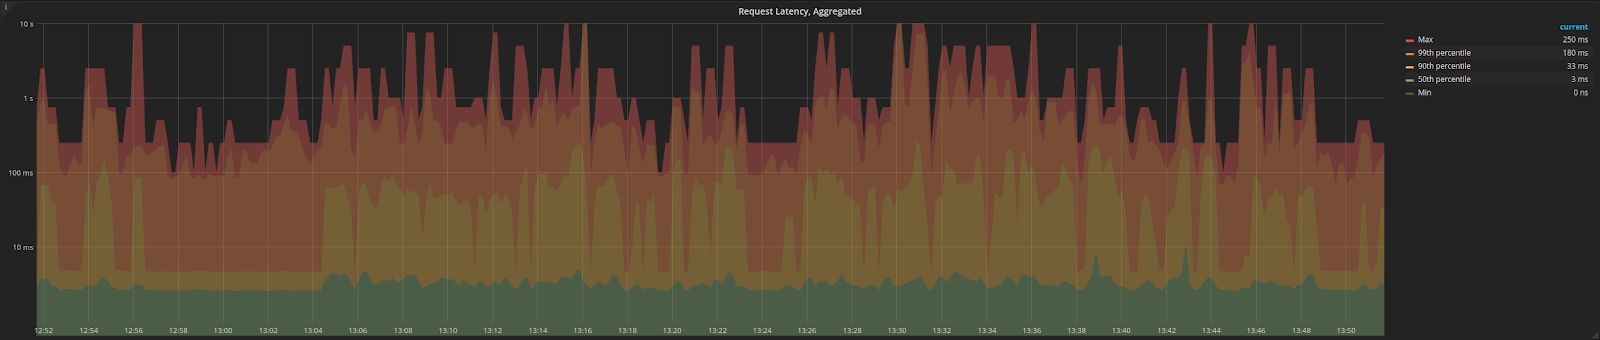 i
Request Latency, Aggregated
10 s
1 s
100 ms
10 ms
12:52 12:54 12:56 12:58 13:00 13:02 13:04 13:06 13:08 13:10 13:12 13:14 13:16 13:18 13:20 13:22 13:24 13:26 13:28 13:30 13:32 13:34 13:36 13:38 13:40 13:42 13:44 13:46 13:48 13:50
current
Max 250 ms
99th percentile 180 ms
90th percentile 33 ms
50th percentile 3 ms
Min 0 ns